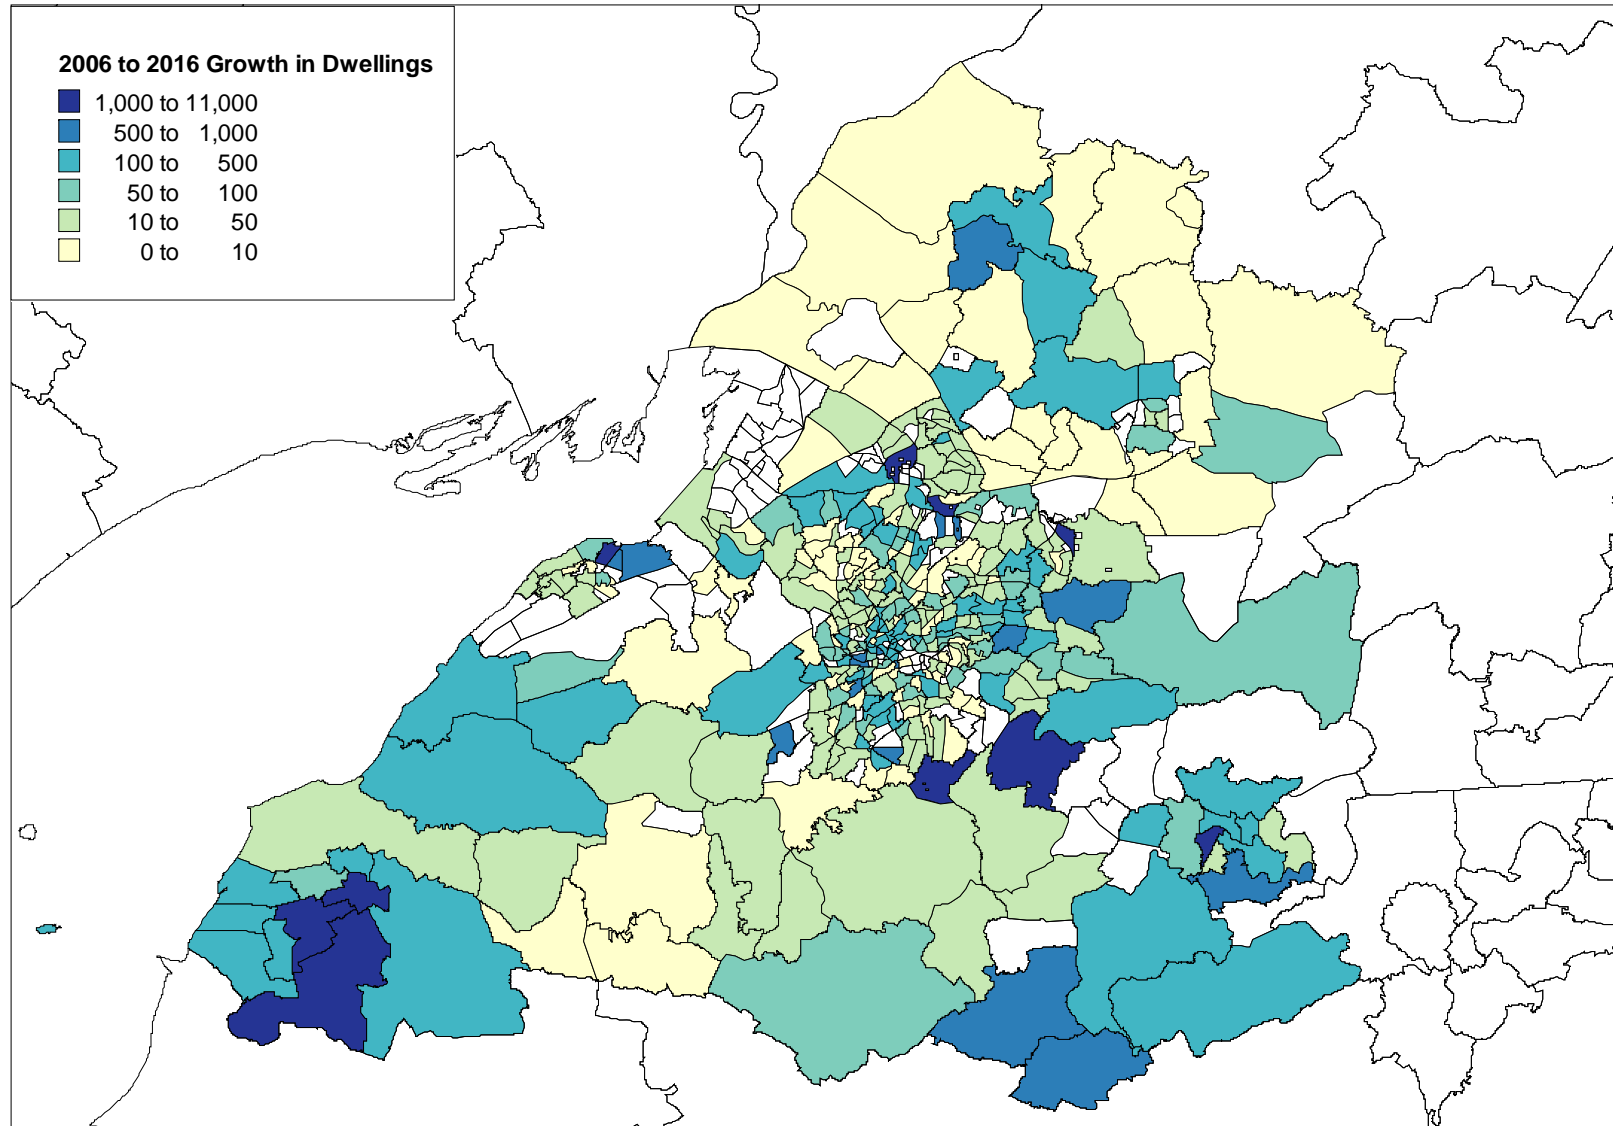 2006 to 2016 Growth in Dwellings
1,000 to 11,000
500 to 1,000
100 to 500
50 to 100
10 to 50
0 to 10